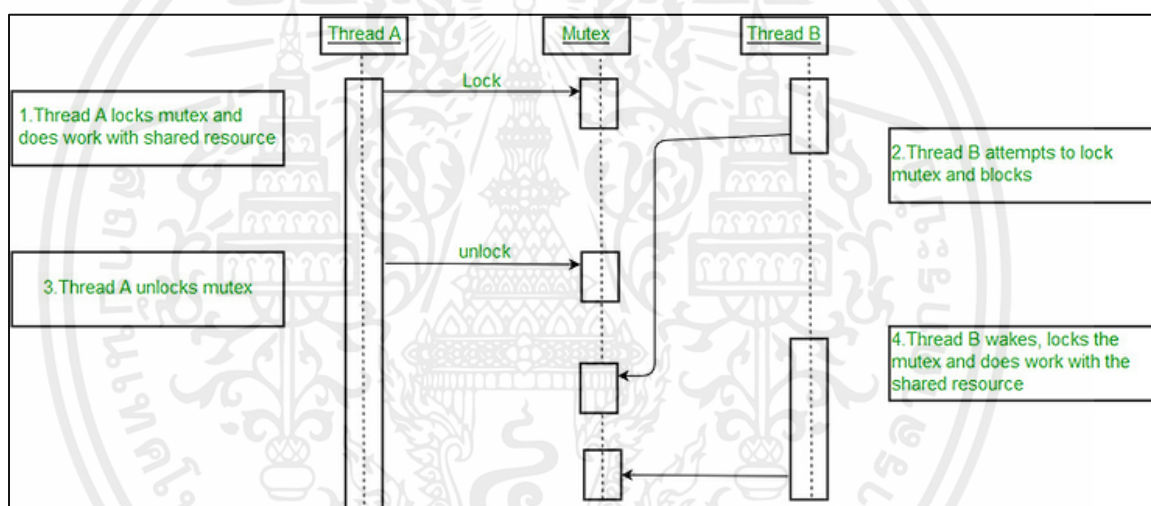 Thread A
Mutex
Thread B
Lock
1.Thread A locks mutex and
does work with shared resource
2.Thread B attempts to lock
mutex and blocks
unlock
3.Thread A unlocks mutex
4.Thread B wakes, locks the
mutex and does work with the
shared resource